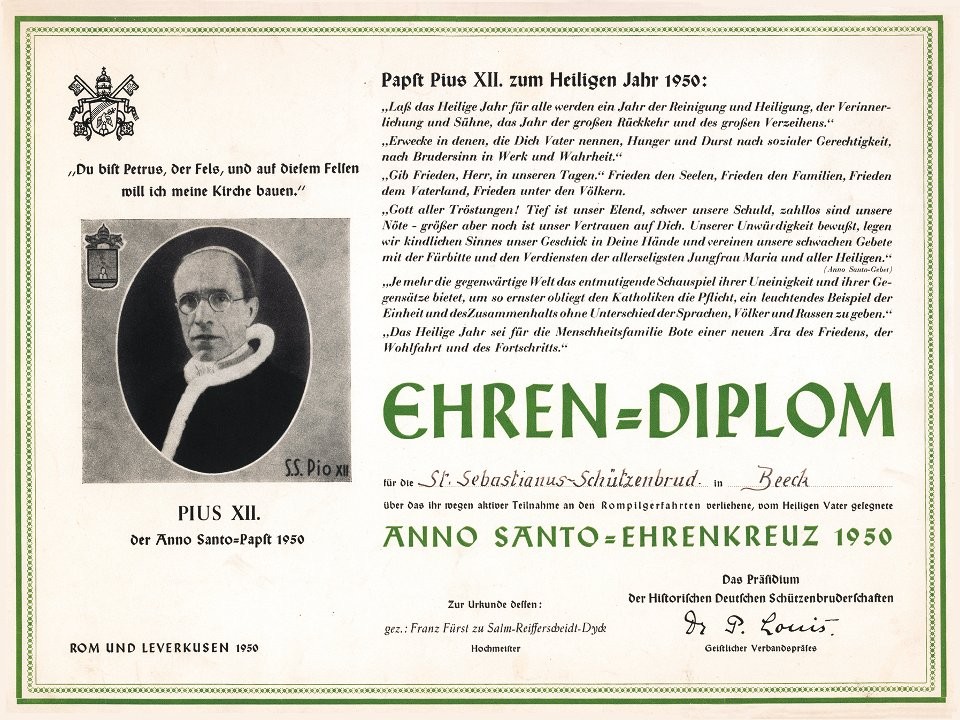 „Du bist Petrus, der Fels, und auf diesem Felsen
will ich meine Kirche bauen.“
S.S. Pio XII
PIUS XII.
der Anno Santo=Papst 1950
ROM UND LEVERKUSEN 1950
Papst Pius XII. zum Heiligen Jahr 1950:
„Laß das Heilige Jahr für alle werden ein Jahr der Reinigung und Heiligung, der Verinner-
lichung und Sühne, das Jahr der großen Rückkehr und des großen Verzeihens.“
„Erwecke in denen, die Dich Vater nennen, Hunger und Durst nach sozialer Gerechtigkeit,
nach Brudersinn in Werk und Wahrheit.“
„Gib Frieden, Herr, in unseren Tagen.“ Frieden den Seelen, Frieden den Familien, Frieden
dem Vaterland, Frieden unter den Völkern.
„Gott aller Tröstungen! Tief ist unser Elend, schwer unsere Schuld, zahllos sind unsere
Nöte - größer aber noch ist unser Vertrauen auf Dich. Unserer Unwürdigkeit bewußt, legen
wir kindlichen Sinnes unser Geschick in Deine Hände und vereinen unsere schwachen Gebete
mit der Fürbitte und den Verdiensten der allerseligsten Jungfrau Maria und aller Heiligen.“
(Anno Santo-Gebet)
„Je mehr die gegenwärtige Welt das entmutigende Schauspiel ihrer Uneinigkeit und ihrer Ge-
gensätze bietet, um so ernster obliegt den Katholiken die Pflicht, ein leuchtendes Beispiel der
Einheit und des Zusammenhalts ohne Unterschied der Sprachen, Völker und Rassen zu geben.“
„Das Heilige Jahr sei für die Menschheitsfamilie Bote einer neuen Ära des Friedens, der
Wohlfahrt und des Fortschritts.“
EHREN=DIPLOM
für die St. Sebastianus-Schützenbrud. in Beeck
über das ihr wegen aktiver Teilnahme an den Rompilgerfahrten verliehene, vom Heiligen Vater gesegnete
ANNO SANTO=EHRENKREUZ 1950
Das Präsidium
der Historischen Deutschen Schützenbruderschaften
Zur Urkunde dessen:
gez.: Franz Fürst zu Salm-Reifferscheidt-Dyck
Hochmeister
Dr P. Louis.
Geistlicher Verbandspräses